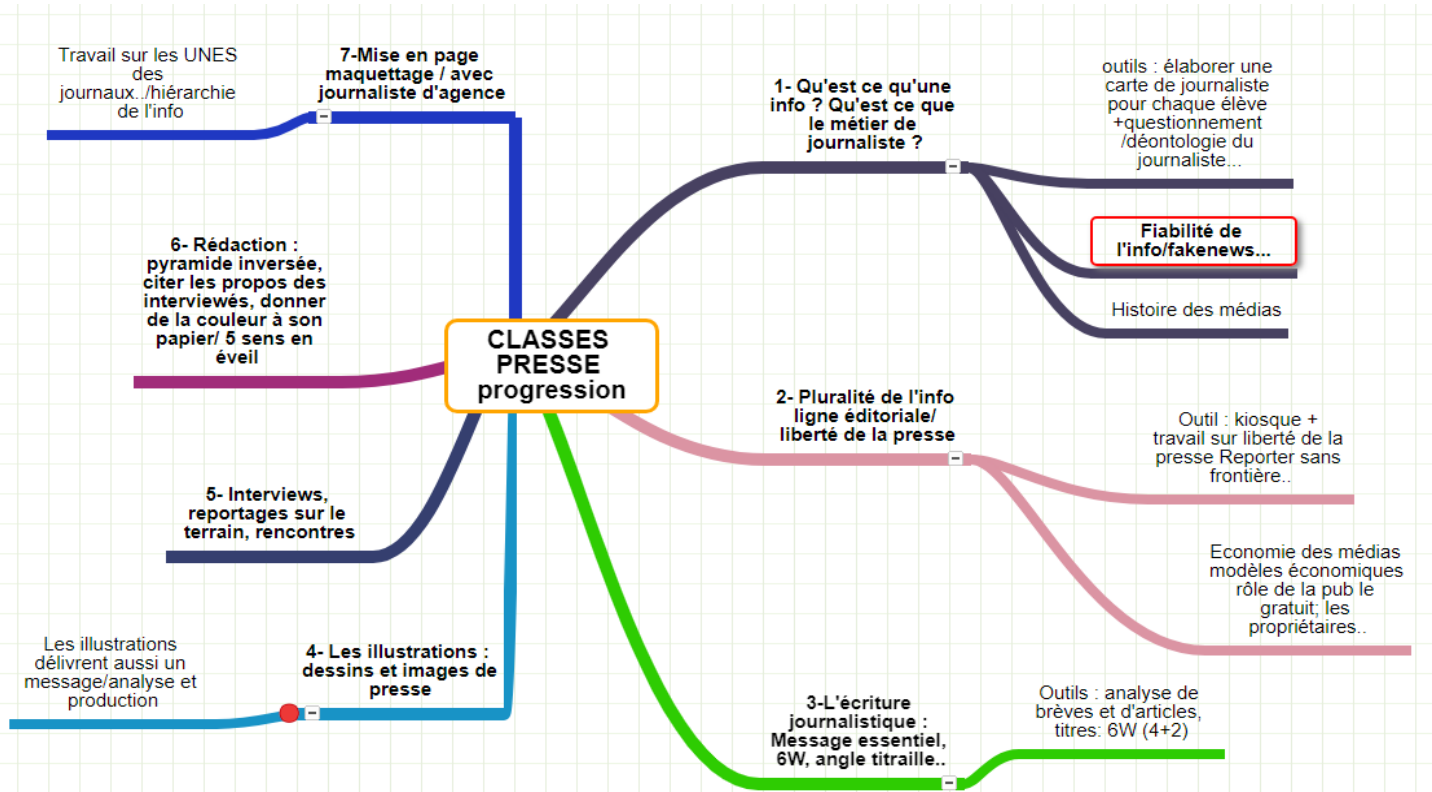 CLASSES
PRESSE
progression
1- Qu'est ce qu'une
info ? Qu'est ce que
le métier de
journaliste ?
outils : élaborer une
carte de journaliste
pour chaque élève
+questionnement
/déontologie du
journaliste...
Fiabilité de
l'info/fakenews...
Histoire des médias
2- Pluralité de l'info
ligne éditoriale/
liberté de la presse
Outil : kiosque +
travail sur liberté de la
presse Reporter sans
frontière..
Economie des médias
modèles économiques
rôle de la pub le
gratuit; les
propriétaires..
3-L'écriture
journalistique :
Message essentiel,
6W, angle titraille..
Outils : analyse de
brèves et d'articles,
titres: 6W (4+2)
4- Les illustrations :
dessins et images de
presse
Les illustrations
délivrent aussi un
message/analyse et
production
5- Interviews,
reportages sur le
terrain, rencontres
6- Rédaction :
pyramide inversée,
citer les propos des
interviewés, donner
de la couleur à son
papier/ 5 sens en
éveil
7-Mise en page
maquettage / avec
journaliste d'agence
Travail sur les UNES
des
journaux../hiérarchie
de l'info